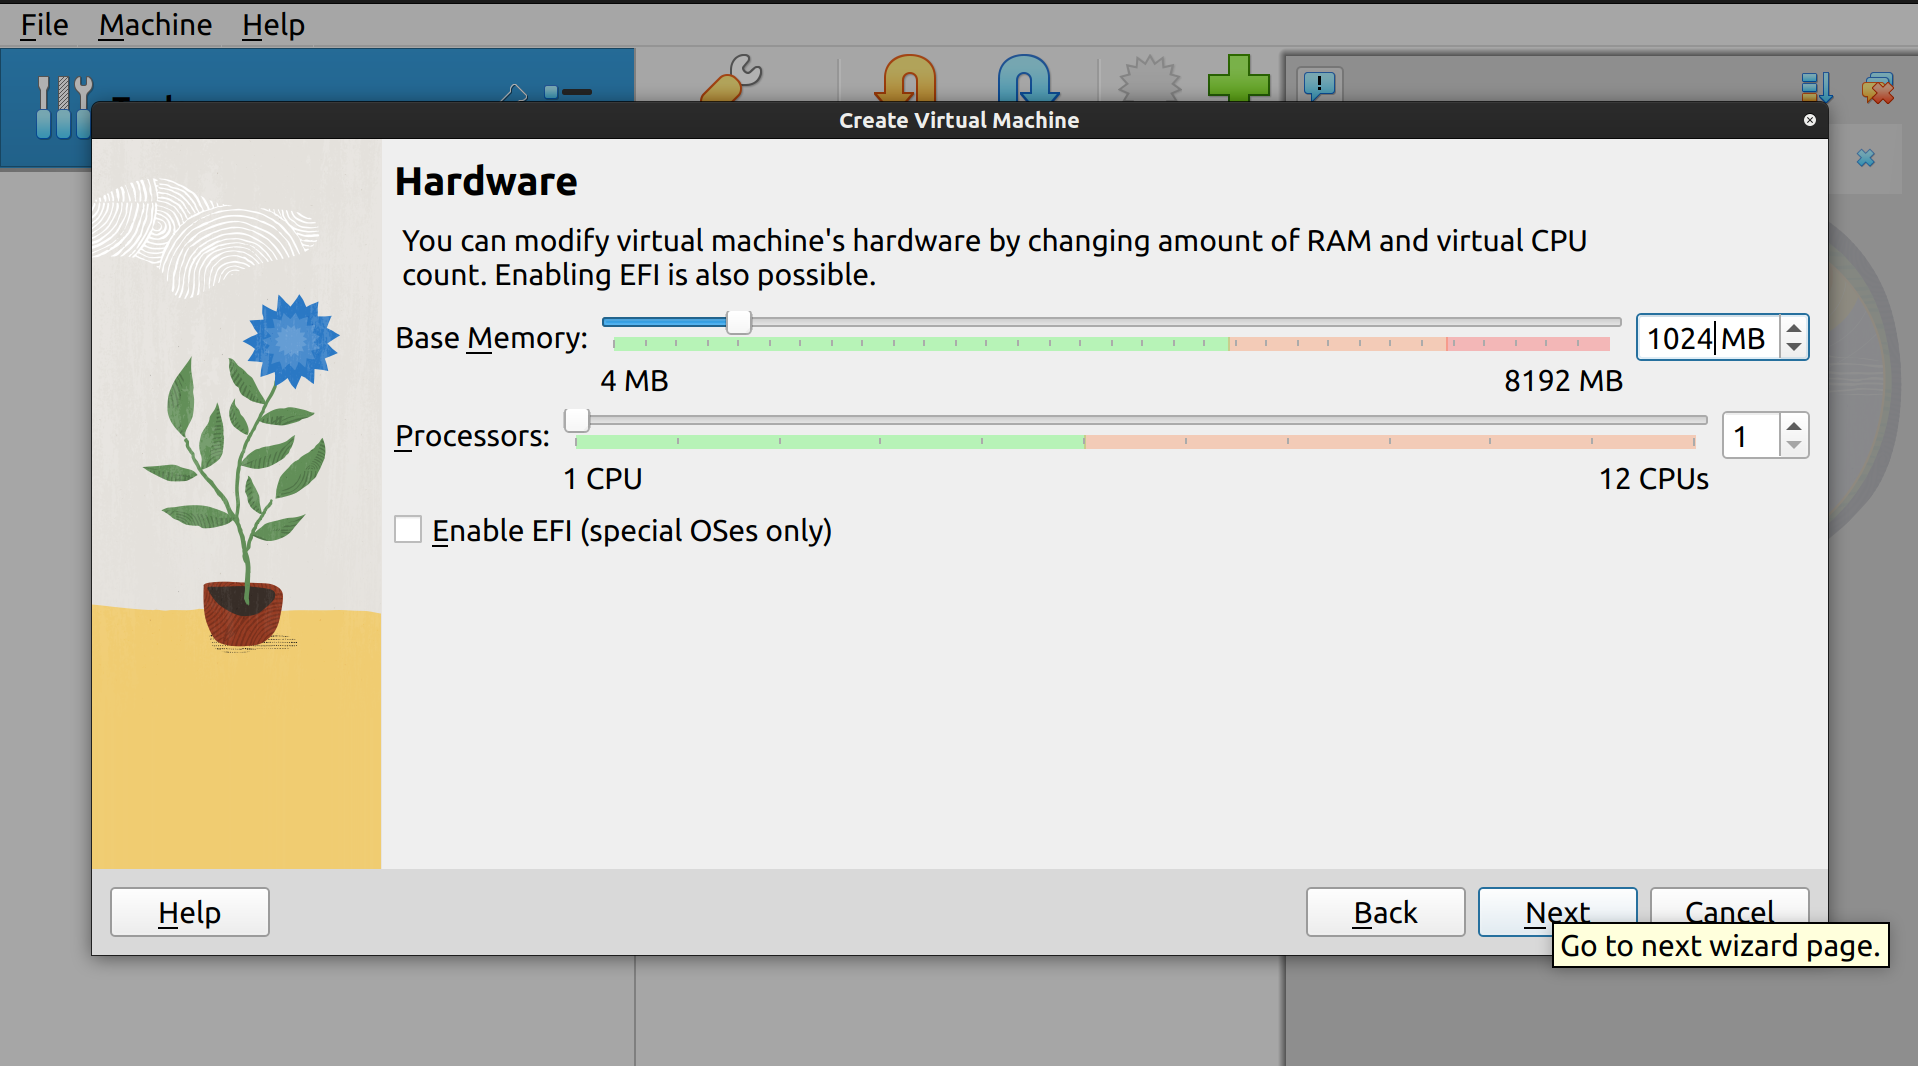 File Machine Help
Create Virtual Machine
Hardware
You can modify virtual machine's hardware by changing amount of RAM and virtual CPU
count. Enabling EFI is also possible.
Base Memory:
1024 MB
4 MB
8192 MB
Processors:
1
1 CPU
12 CPUs
Enable EFI (special OSes only)
Help
Back
Next
Cancel
Go to next wizard page.